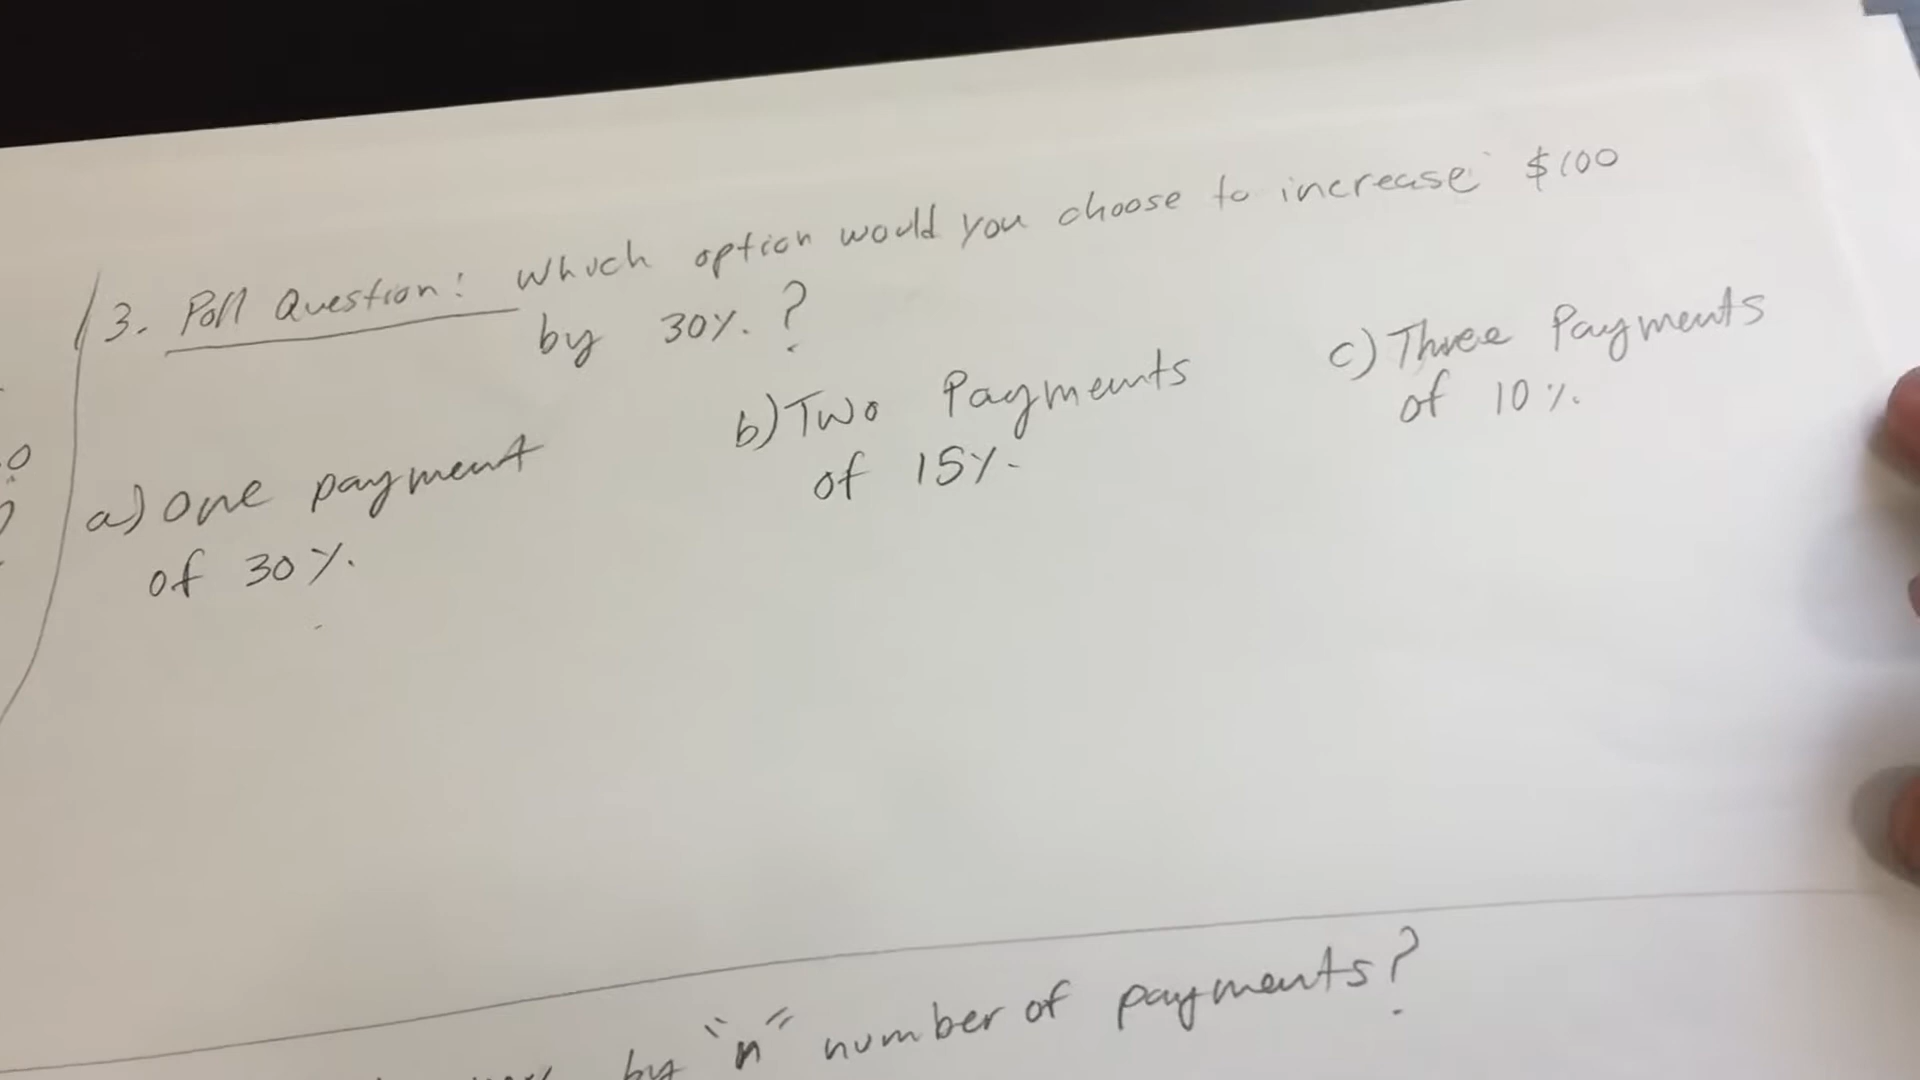 3. Poll Question: Which option would you choose to increase $100
by 30%. ?
a) One payment
of 30%.
b) Two Payments
of 15%.
c) Three Payments
of 10%.
by "n" number of payments?